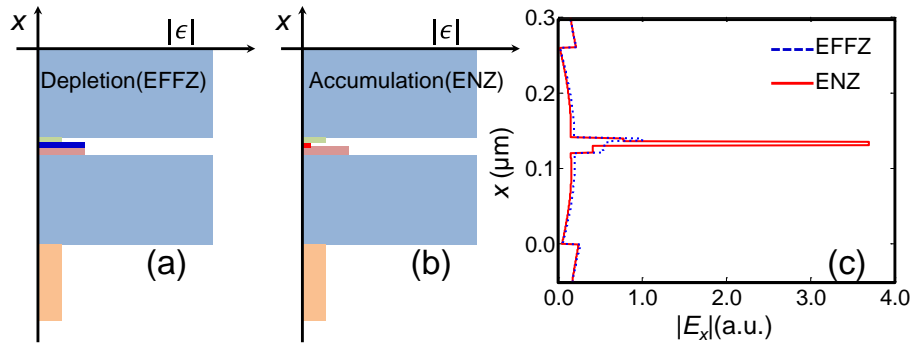 x
|ϵ|
Depletion(EFFZ)
(a)
x
|ϵ|
Accumulation(ENZ)
(b)
0.3
0.2
0.1
0.0
x (μm)
EFFZ
ENZ
(c)
0.0 1.0 2.0 3.0 4.0
|Ex|(a.u.)